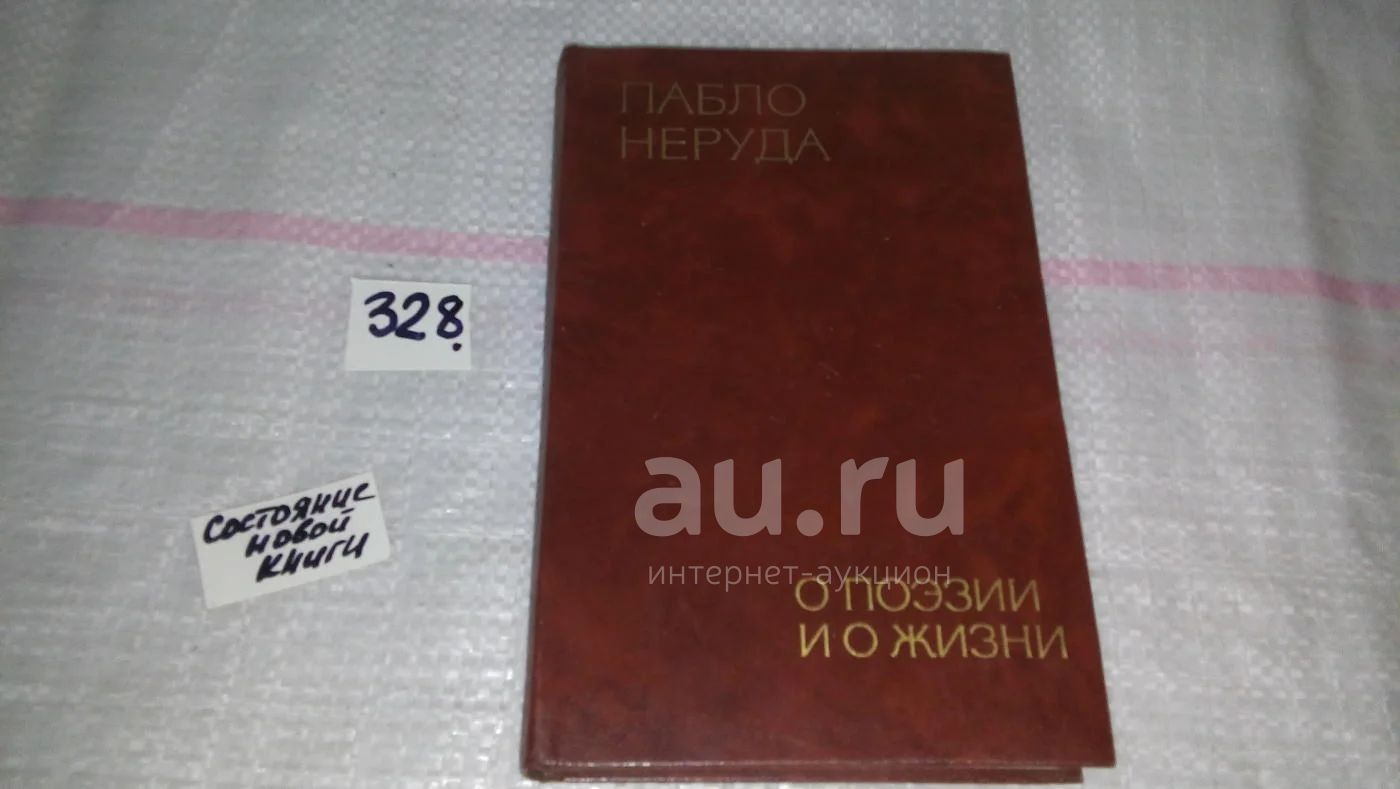 ПАБЛО
НЕРУДА
328.
Состояние
новой
книги
au.ru
интернет-аукцион
О ПОЭЗИИ
И О ЖИЗНИ